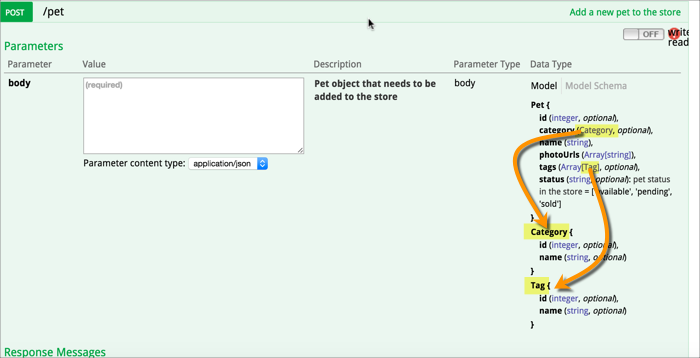 POST /pet Add a new pet to the store
OFF write
read
Parameters
Parameter Value Description Parameter Type Data Type
body (required) Pet object that needs to be added to the store body
Parameter content type: application/json
Model Model Schema
Pet {
id (integer, optional),
category (Category, optional),
name (string),
photoUrls (Array[string]),
tags (Array[Tag], optional),
status (string, optional): pet status
in the store = ['available', 'pending',
'sold']
}
Category {
id (integer, optional),
name (string, optional)
}
Tag {
id (integer, optional),
name (string, optional)
}
Response Messages